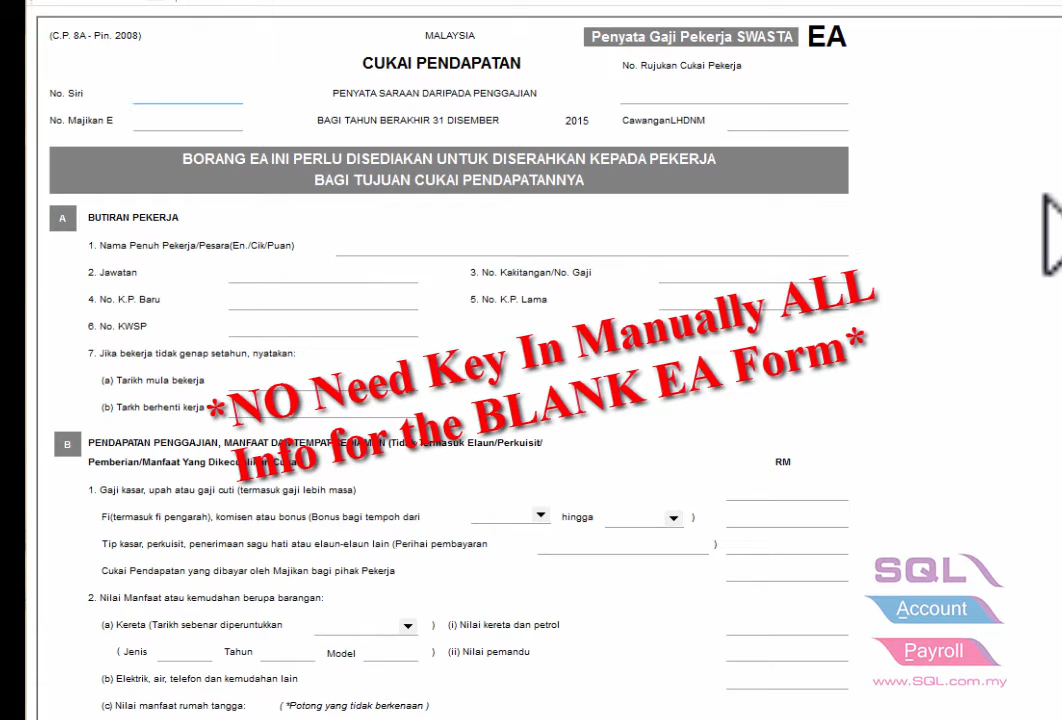 (C.P. 8A - Pin. 2008)
MALAYSIA
Penyata Gaji Pekerja SWASTA EA
CUKAI PENDAPATAN
No. Rujukan Cukai Pekerja
No. Siri
PENYATA SARAAN DARIPADA PENGGAJIAN
No. Majikan E
BAGI TAHUN BERAKHIR 31 DISEMBER 2015
CawanganLHDNM
BORANG EA INI PERLU DISEDIAKAN UNTUK DISERAHKAN KEPADA PEKERJA
BAGI TUJUAN CUKAI PENDAPATANNYA
A BUTIRAN PEKERJA
1. Nama Penuh Pekerja/Pesara(En./Cik/Puan)
2. Jawatan
3. No. Kakitangan/No. Gaji
4. No. K.P. Baru
5. No. K.P. Lama
6. No. KWSP
7. Jika bekerja tidak genap setahun, nyatakan:
(a) Tarikh mula bekerja
(b) Tarkh berhenti kerja
*NO Need Key In Manually ALL
Info for the BLANK EA Form*
B PENDAPATAN PENGGAJIAN, MANFAAT DAN TEMPAT KEDIAMAN (Tidak Termasuk Elaun/Perkuisit/
Pemberian/Manfaat Yang Dikecualikan Cukai)
RM
1. Gaji kasar, upah atau gaji cuti (termasuk gaji lebih masa)
Fi(termasuk fi pengarah), komisen atau bonus (Bonus bagi tempoh dari hingga )
Tip kasar, perkuisit, penerimaan sagu hati atau elaun-elaun lain (Perihai pembayaran )
Cukai Pendapatan yang dibayar oleh Majikan bagi pihak Pekerja
2. Nilai Manfaat atau kemudahan berupa barangan:
(a) Kereta (Tarikh sebenar diperuntukkan ) (i) Nilai kereta dan petrol
( Jenis Tahun Model ) (ii) Nilai pemandu
(b) Elektrik, air, telefon dan kemudahan lain
(c) Nilai manfaat rumah tangga: ( *Potong yang tidak berkenaan )
SQL
Account
Payroll
www.SQL.com.my